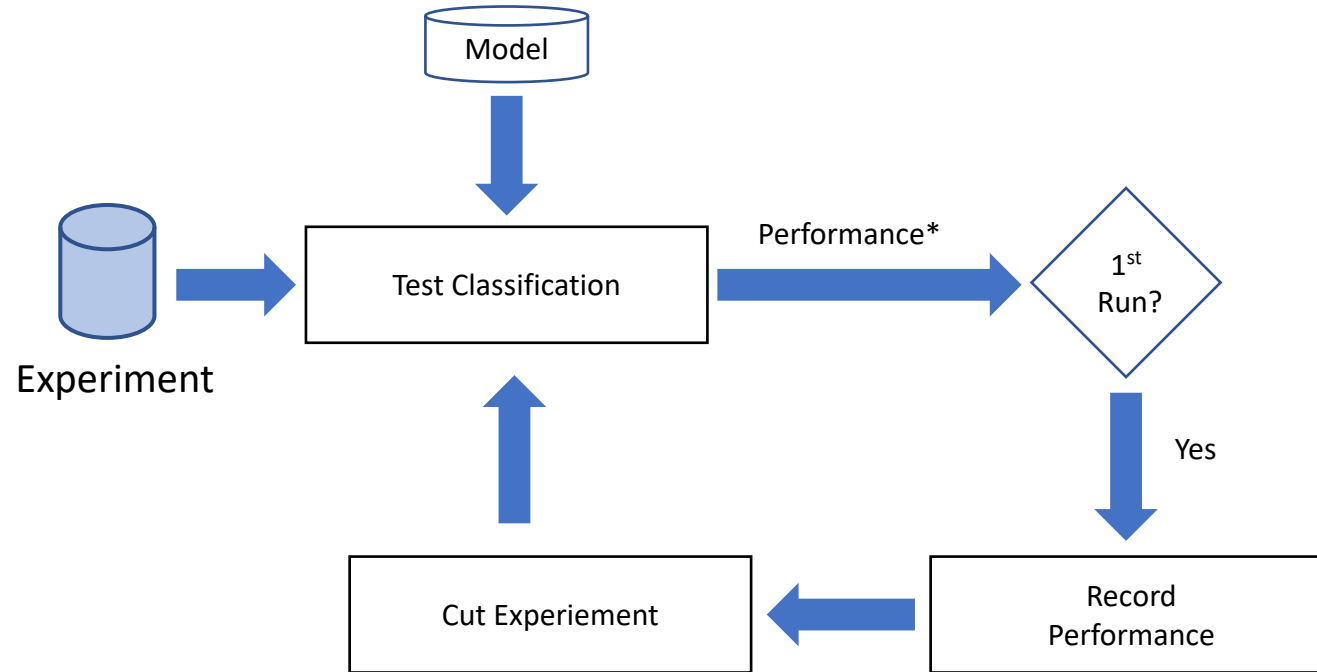 Model
Experiment
Test Classification
Performance*
1st
Run?
Yes
Cut Experiement
Record
Performance